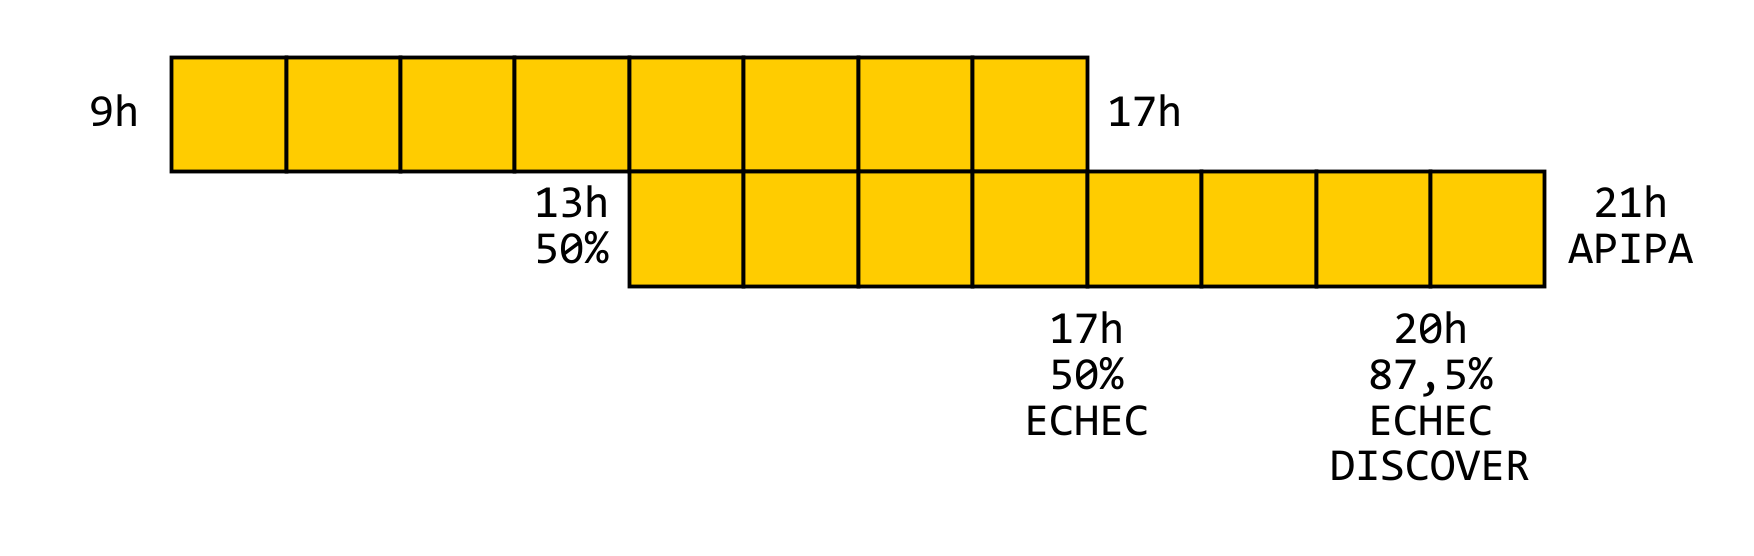 9h
17h
13h
50%
21h
APIPA
17h
50%
ECHEC
20h
87,5%
ECHEC
DISCOVER